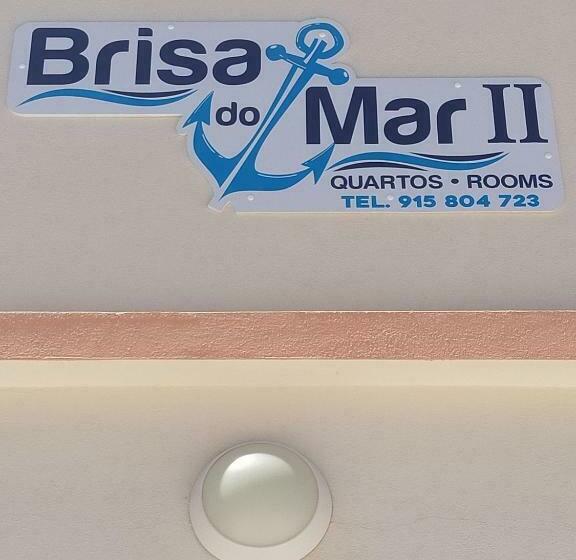 Brisa
do
Mar II
QUARTOS • ROOMS
TEL. 915 804 723